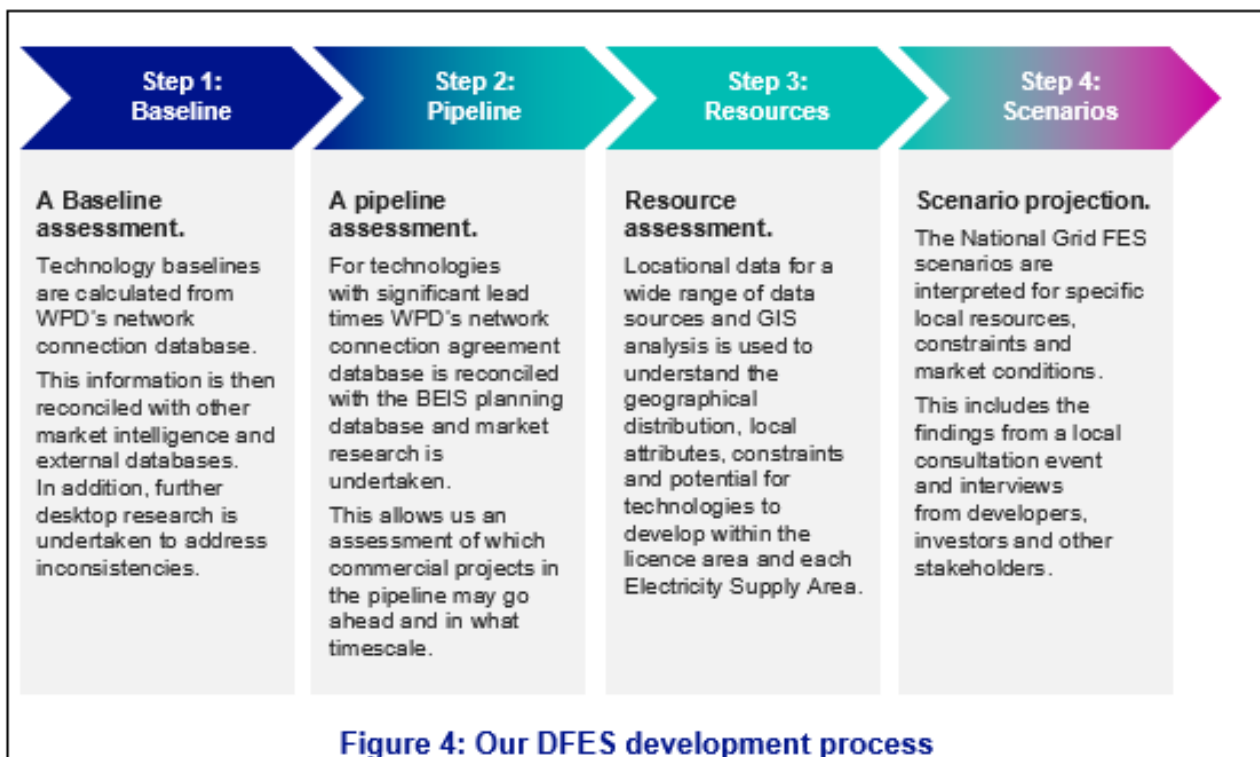 Step 1:
Baseline
Step 2:
Pipeline
Step 3:
Resources
Step 4:
Scenarios
A Baseline
assessment.
Technology baselines
are calculated from
WPD's network
connection database.
This information is then
reconciled with other
market intelligence and
external databases.
In addition, further
desktop research is
undertaken to address
inconsistencies.
A pipeline
assessment.
For technologies
with significant lead
times WPD's network
connection agreement
database is reconciled
with the BEIS planning
database and market
research is
undertaken.
This allows us an
assessment of which
commercial projects in
the pipeline may go
ahead and in what
timescale.
Resource
assessment.
Locational data for a
wide range of data
sources and GIS
analysis is used to
understand the
geographical
distribution, local
attributes, constraints
and potential for
technologies to
develop within the
licence area and each
Electricity Supply Area.
Scenario projection.
The National Grid FES
scenarios are
interpreted for specific
local resources,
constraints and
market conditions.
This includes the
findings from a local
consultation event
and interviews
from developers,
investors and other
stakeholders.
Figure 4: Our DFES development process